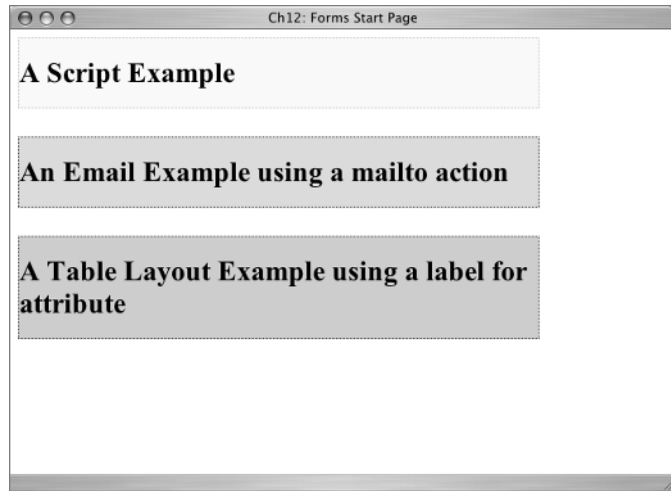 Ch12: Forms Start Page
A Script Example
An Email Example using a mailto action
A Table Layout Example using a label for
attribute